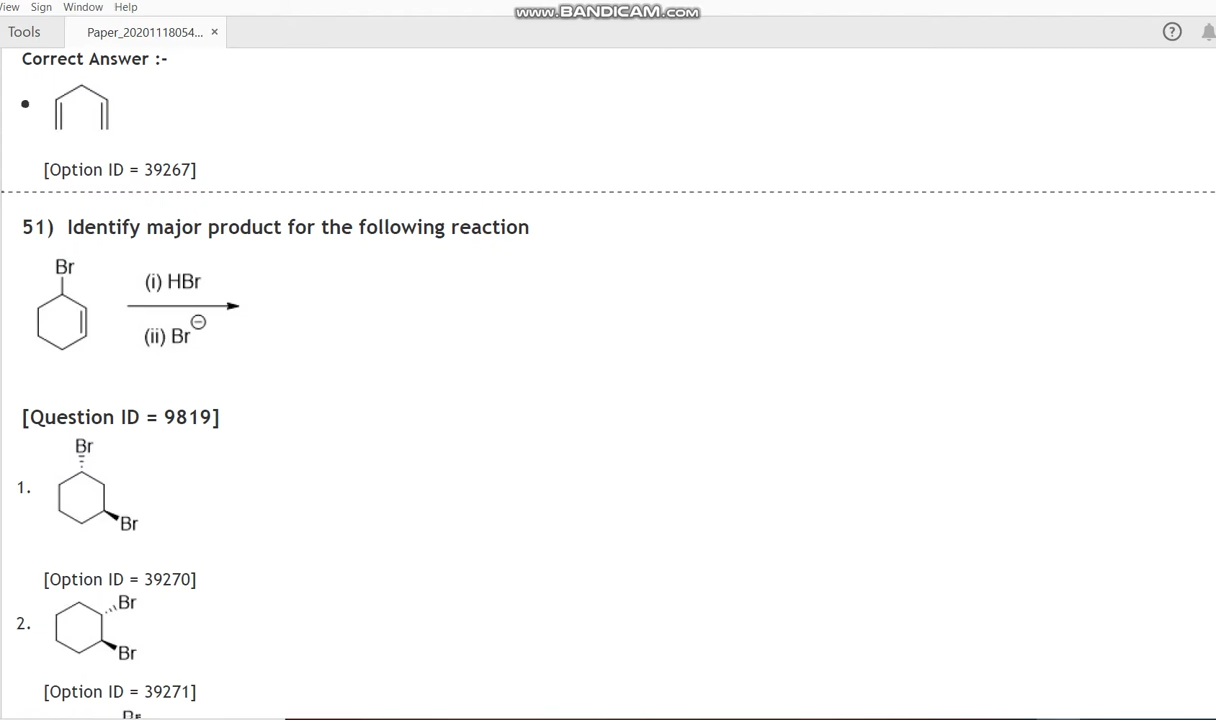 View Sign Window Help
www.BANDICAM.com
Tools
Paper_20201118054... ×
?
Correct Answer :-
[Option ID = 39267]
51) Identify major product for the following reaction
Br
(i) HBr
(ii) Br⊖
[Question ID = 9819]
Br
1.
Br
[Option ID = 39270]
Br
2.
Br
[Option ID = 39271]